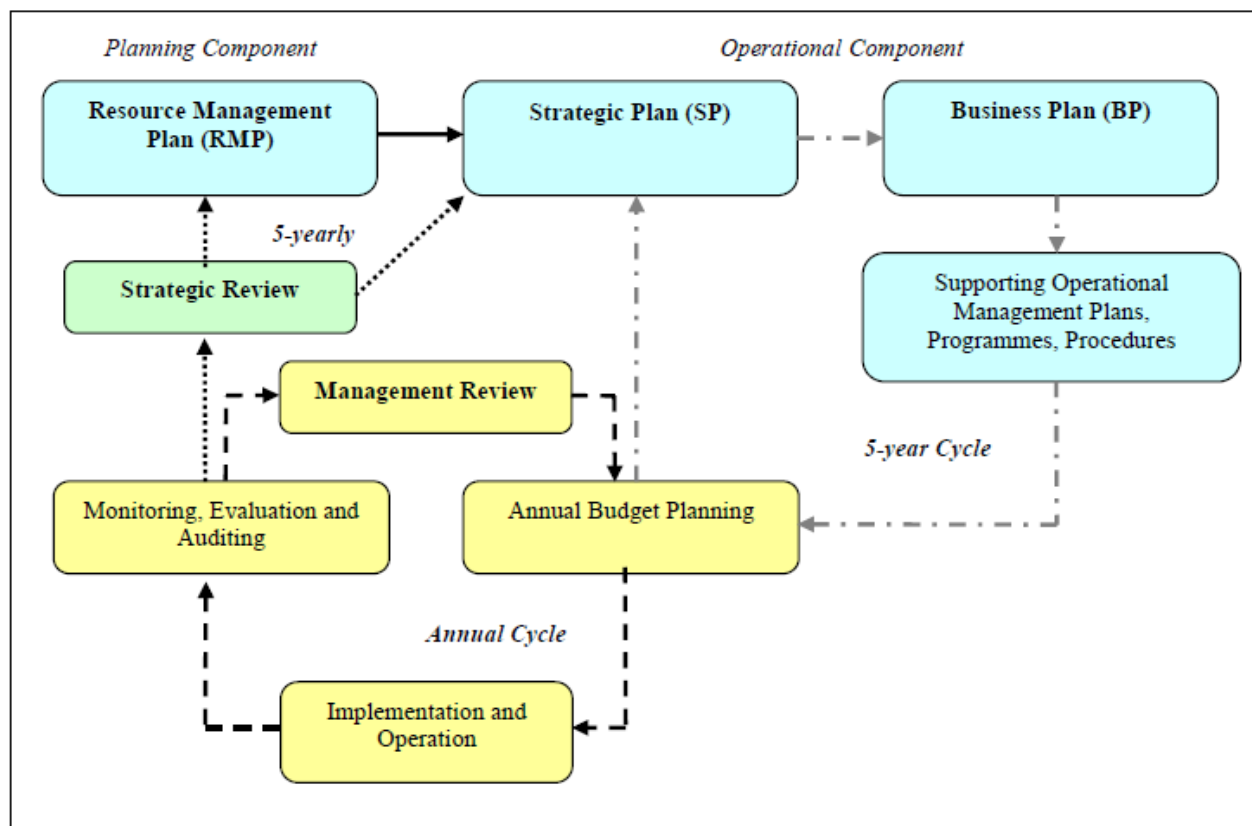 Planning Component
Operational Component
Resource Management
Plan (RMP)
Strategic Plan (SP)
Business Plan (BP)
5-yearly
Strategic Review
Supporting Operational
Management Plans,
Programmes, Procedures
Management Review
5-year Cycle
Monitoring, Evaluation and
Auditing
Annual Budget Planning
Annual Cycle
Implementation and
Operation